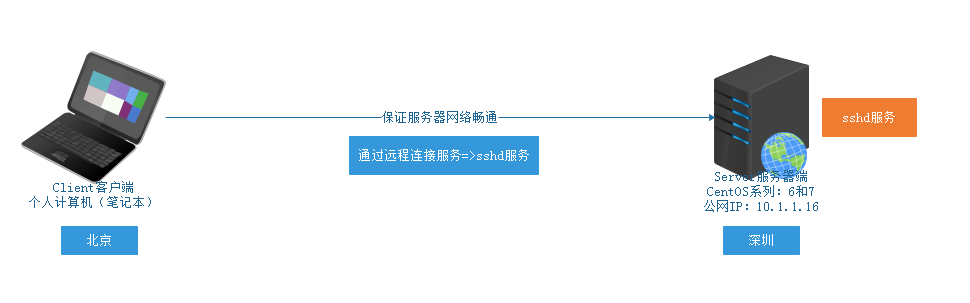 保证服务器网络畅通
通过远程连接服务=>sshd服务
sshd服务
Client客户端
个人计算机（笔记本）
北京
Server服务器端
CentOS系列：6和7
公网IP：10.1.1.16
深圳